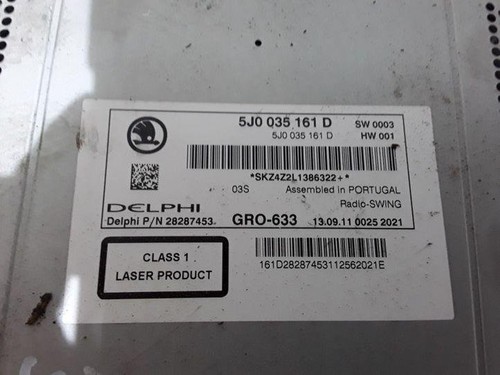 5J0 035 161 D SW 0003
5J0 035 161 D HW 001
*SKZ4Z2L1386322+*
03S Assembled in PORTUGAL
DELPHI Radio-SWING
Delphi P/N 28287453 GRO-633 13.09.11 0025 2021
CLASS 1
LASER PRODUCT
161D28287453112562021E